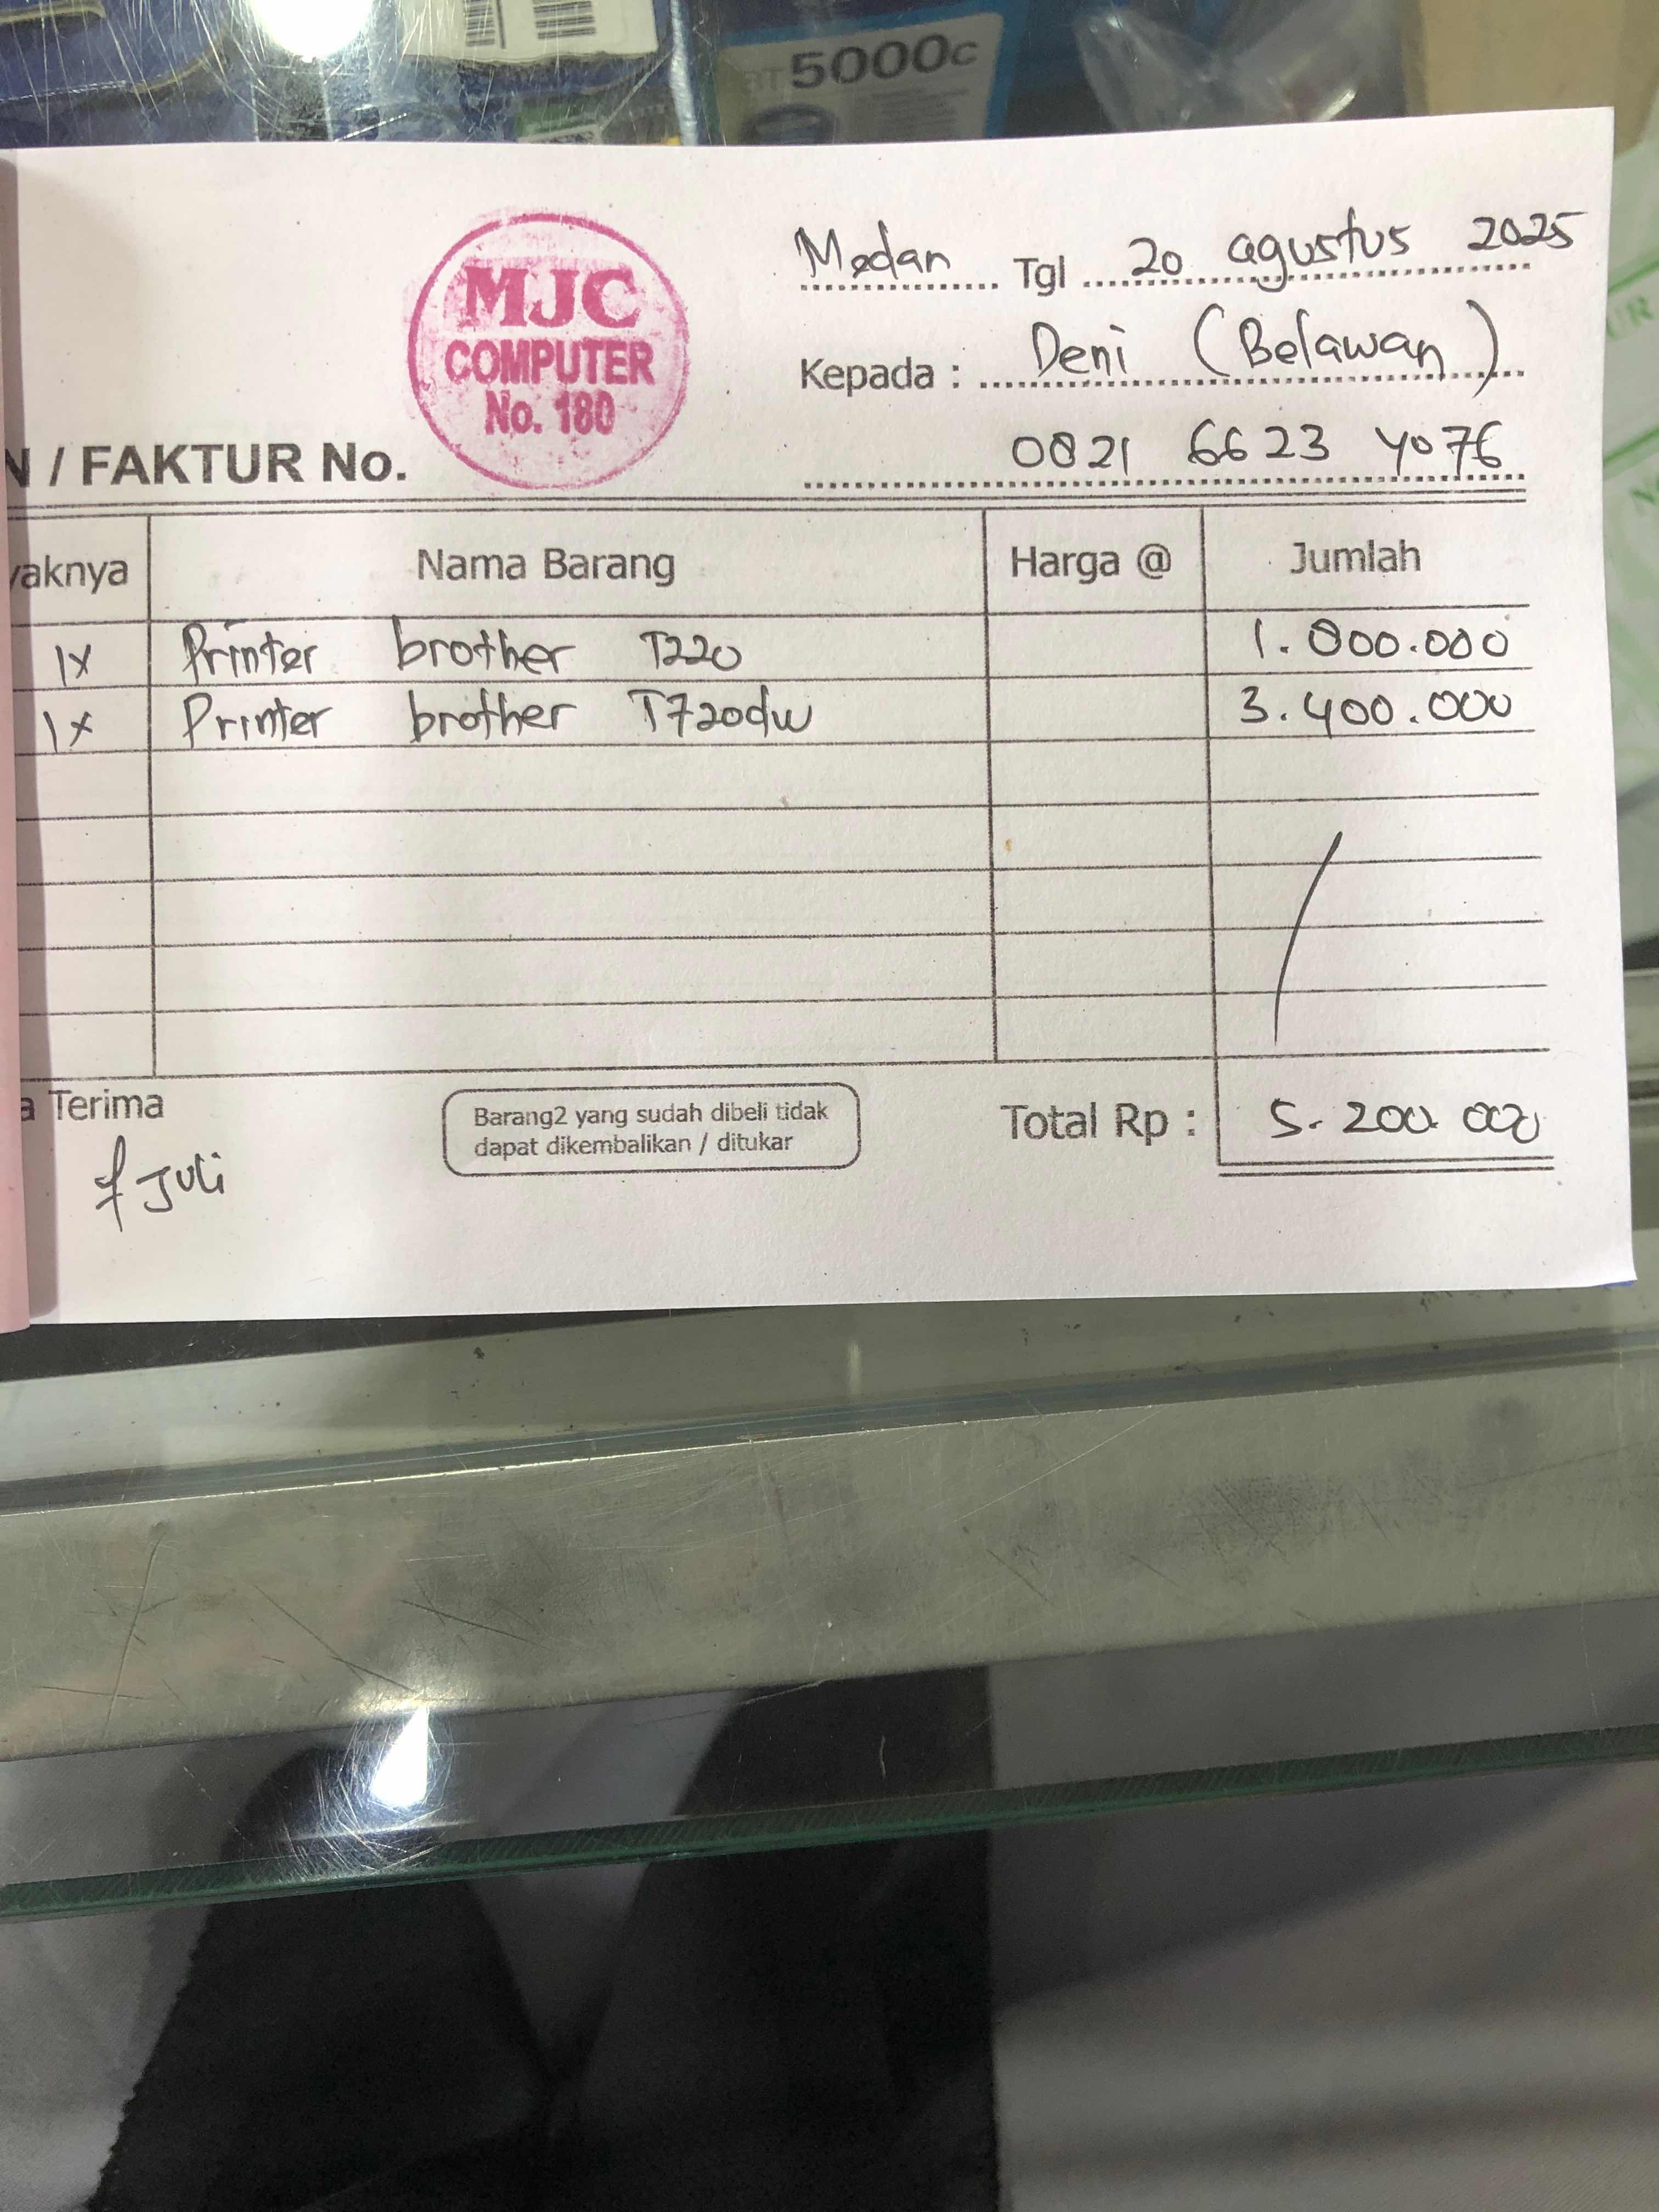 5000c
MJC
COMPUTER
No. 180
Medan Tgl 20 agustus 2025
Kepada : Deni (Belawan)
0821 6623 4076
N / FAKTUR No.
yaknya Nama Barang Harga @ Jumlah
1x Printer brother T220 1.800.000
1x Printer brother T720dw 3.400.000
a Terima
Barang2 yang sudah dibeli tidak
dapat dikembalikan / ditukar
Total Rp : 5.200.000
Juli